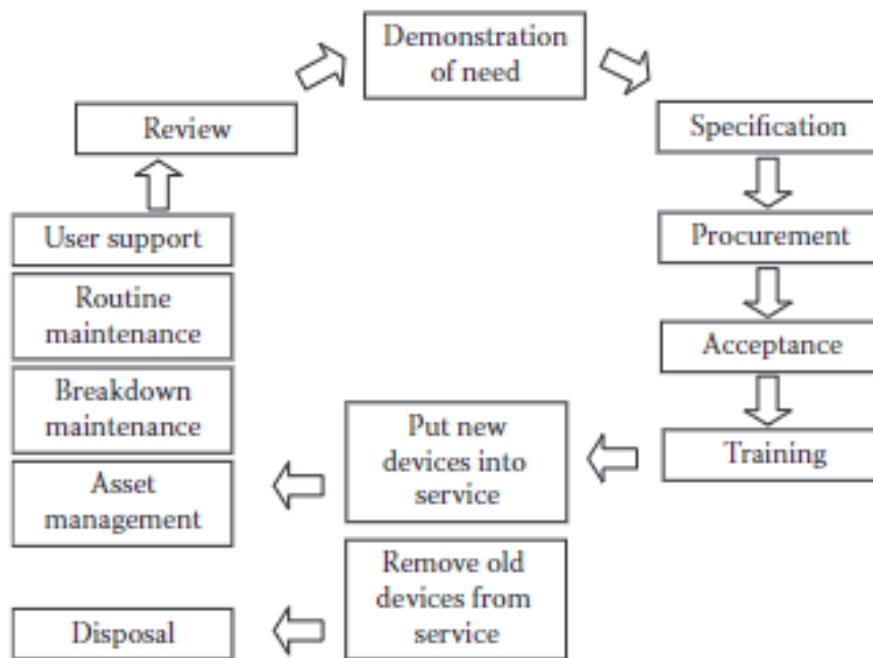 Demonstration
of need
Specification
Procurement
Acceptance
Training
Put new
devices into
service
Remove old
devices from
service
Disposal
Asset
management
Breakdown
maintenance
Routine
maintenance
User support
Review